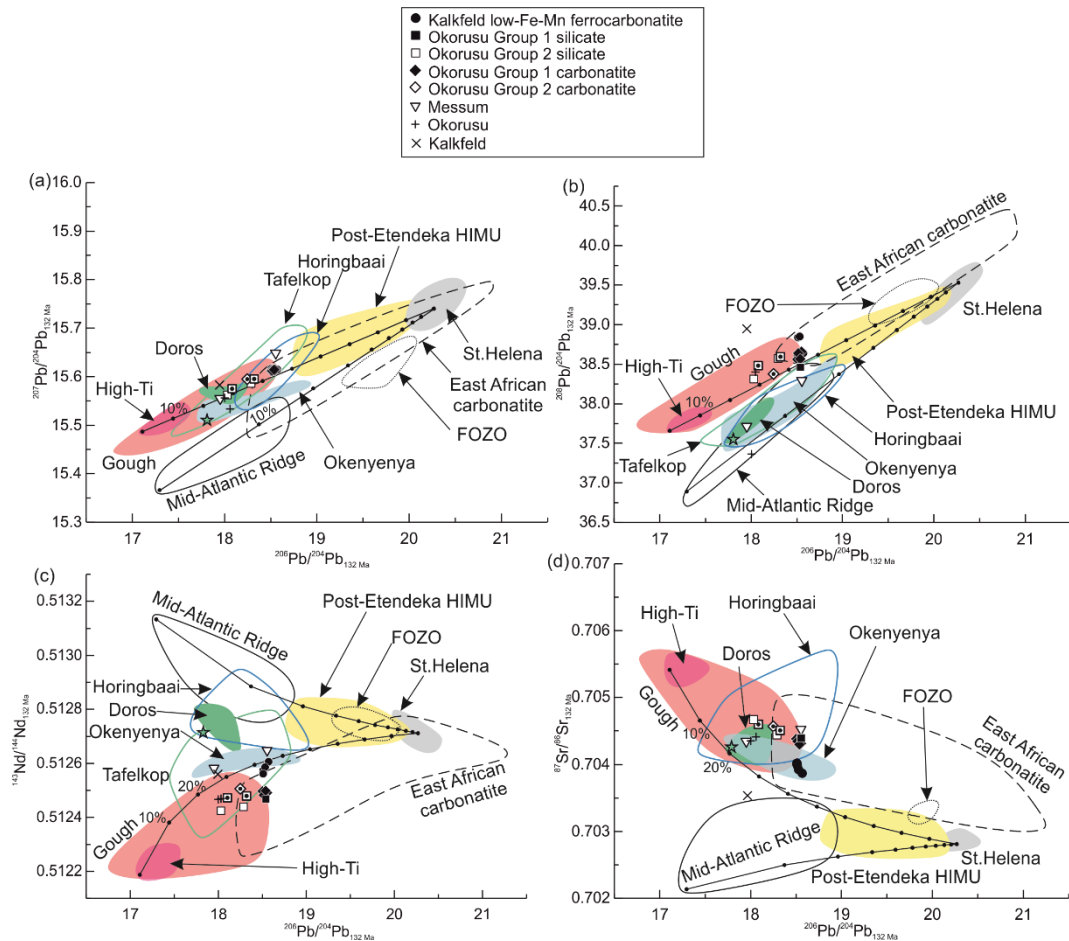 Kalkfeld low-Fe-Mn ferrocarbonatite
Okorusu Group 1 silicate
Okorusu Group 2 silicate
Okorusu Group 1 carbonatite
Okorusu Group 2 carbonatite
Messum
Okorusu
Kalkfeld
(a)
16.0
15.9
15.8
15.7
15.6
15.5
15.4
15.3
207Pb/204Pb132 Ma
17
18
19
20
21
206Pb/204Pb132 Ma
Post-Etendeka HIMU
Horingbaai
Tafelkop
Doros
High-Ti
10%
Gough
10%
Mid-Atlantic Ridge
Okenyenya
FOZO
East African
carbonatite
St.Helena
(b)
40.5
40.0
39.5
39.0
38.5
38.0
37.5
37.0
36.5
208Pb/204Pb132 Ma
17
18
19
20
21
206Pb/204Pb132 Ma
East African carbonatite
FOZO
St.Helena
Gough
High-Ti
10%
Post-Etendeka HIMU
Horingbaai
Tafelkop
Okenyenya
Doros
Mid-Atlantic Ridge
(c)
0.5132
0.5130
0.5128
0.5126
0.5124
0.5122
143Nd/144Nd132 Ma
17
18
19
20
21
206Pb/204Pb132 Ma
Mid-Atlantic Ridge
Post-Etendeka HIMU
FOZO
St.Helena
Horingbaai
Doros
Okenyenya
Tafelkop
20%
10%
Gough
East African
carbonatite
High-Ti
(d)
0.707
0.706
0.705
0.704
0.703
0.702
87Sr/86Sr132 Ma
17
18
19
20
21
206Pb/204Pb132 Ma
High-Ti
Horingbaai
Okenyenya
Doros
FOZO
Gough
10%
20%
East African
carbonatite
Mid-Atlantic Ridge
St.Helena
Post-Etendeka HIMU